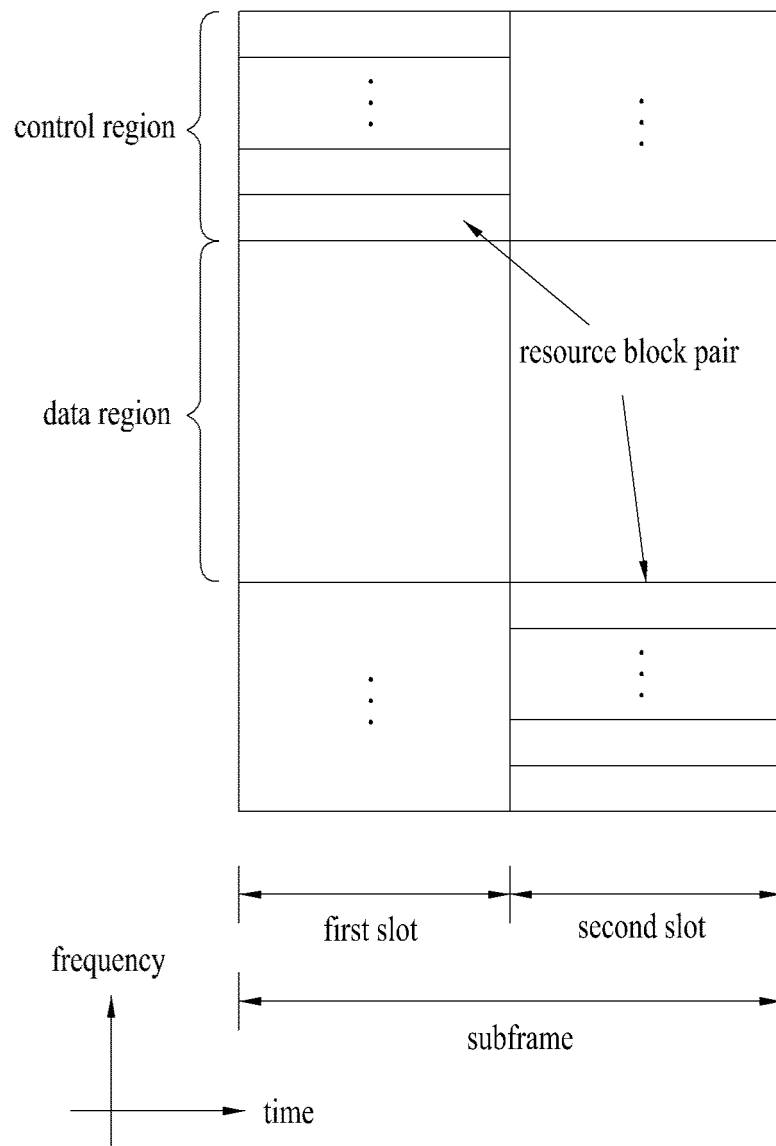 control region
resource block pair
data region
first slot
second slot
frequency
subframe
time